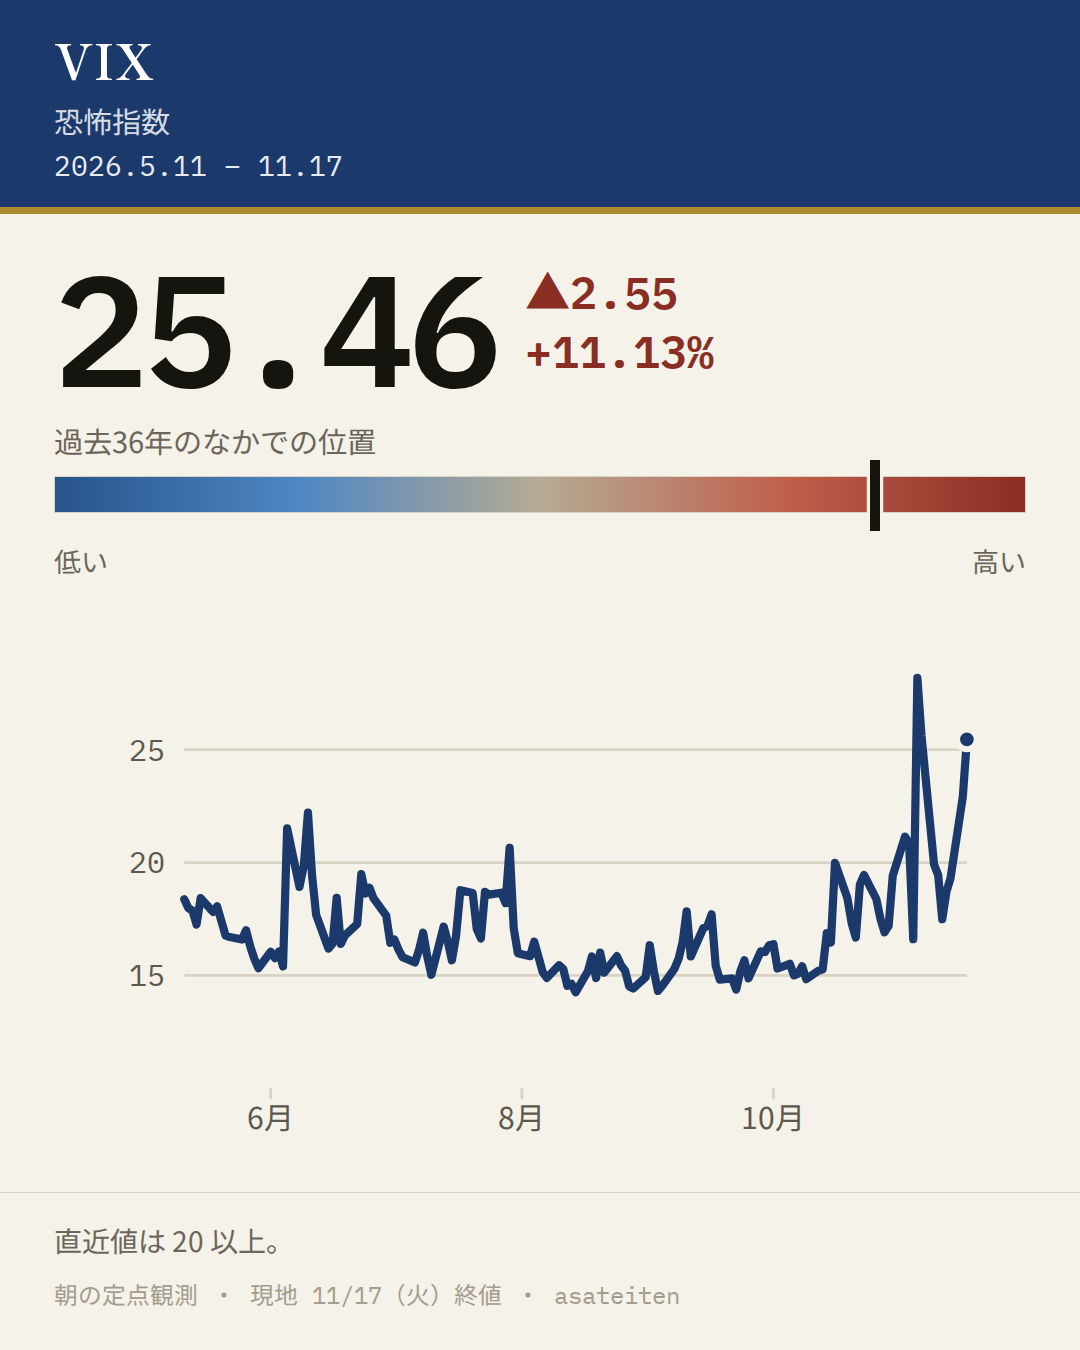 VIX
恐怖指数
2026.5.11 – 11.17
25.46
▲2.55
+11.13%
過去36年のなかでの位置
低い
高い
25
20
15
6月
8月
10月
直近値は 20 以上。
朝の定点観測 ・ 現地 11/17（火）終値 ・ asateiten